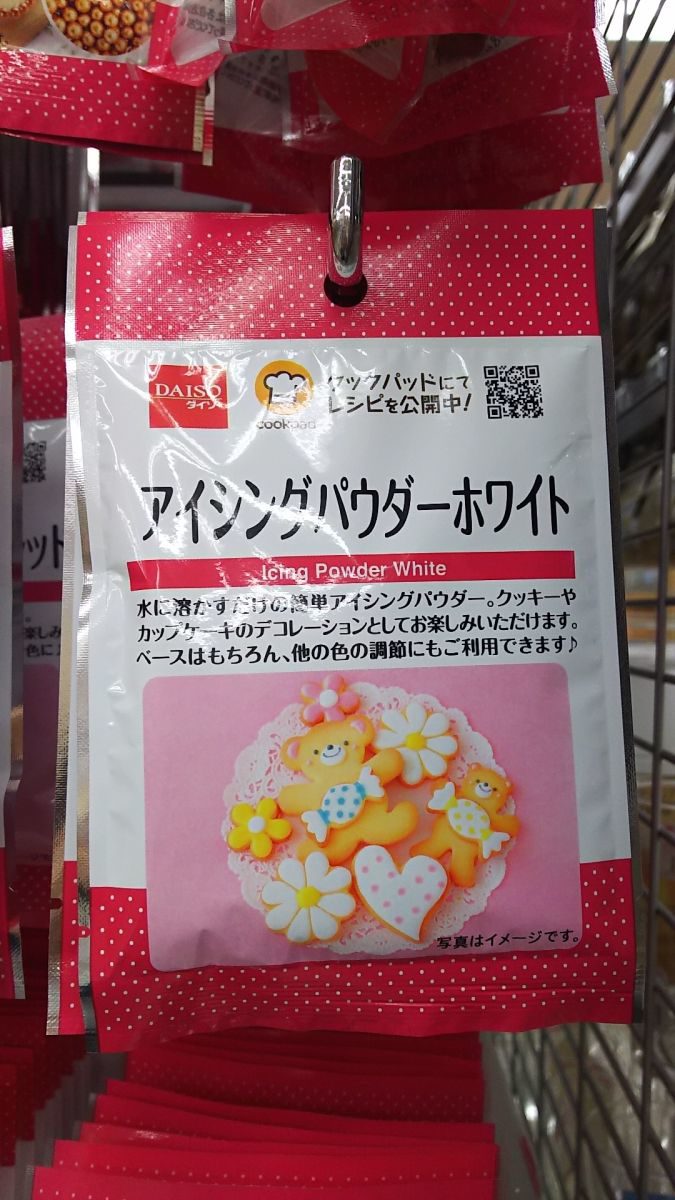 DAISO
ダイソー
cookpad
クックパッドにて
レシピを公開中!
アイシングパウダーホワイト
Icing Powder White
水に溶かすだけの簡単アイシングパウダー。クッキーや
カップケーキのデコレーションとしてお楽しみいただけます。
ベースはもちろん、他の色の調節にもご利用できます♪
写真はイメージです。